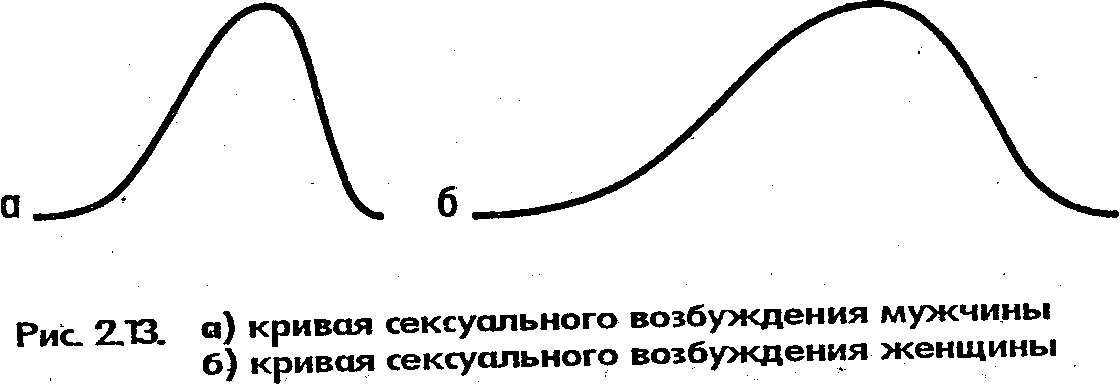 а
б
Рис. 2.13. а) кривая сексуального возбуждения мужчины
б) кривая сексуального возбуждения женщины